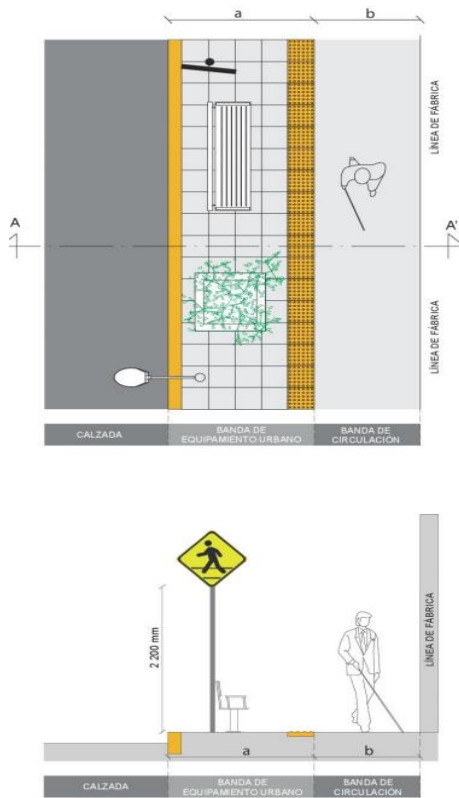 a
b
LÍNEA DE FÁBRICA
A
A'
LÍNEA DE FÁBRICA
CALZADA
BANDA DE
EQUIPAMIENTO URBANO
BANDA DE
CIRCULACIÓN
2 200 mm
LÍNEA DE FÁBRICA
a
b
CALZADA
BANDA DE
EQUIPAMIENTO URBANO
BANDA DE
CIRCULACIÓN